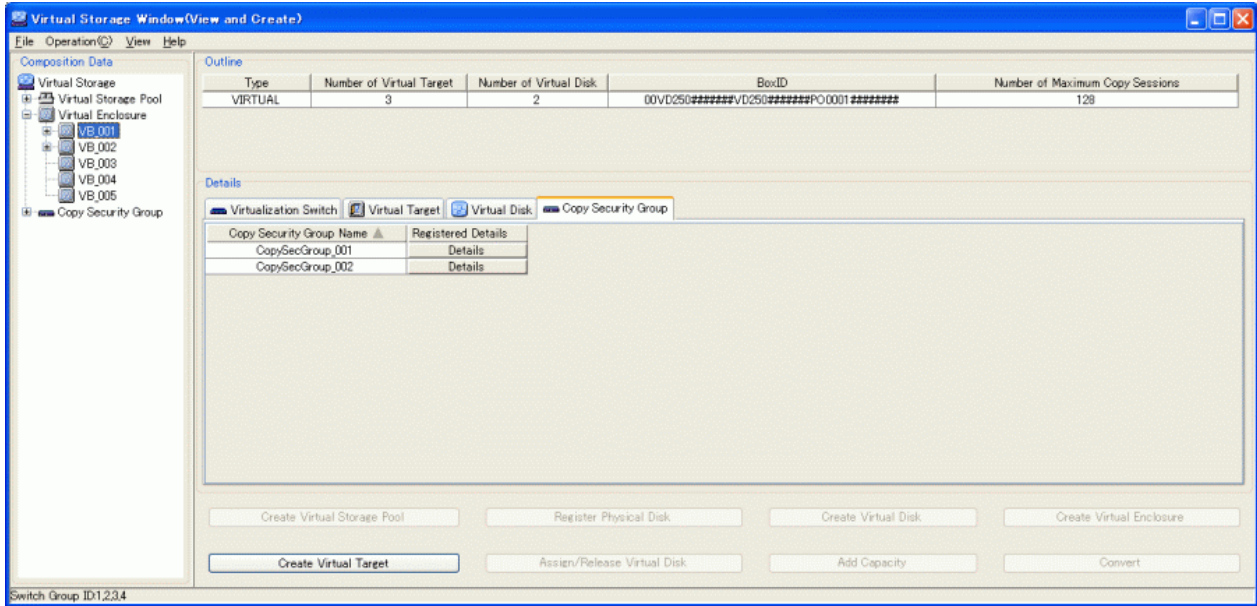 Virtual Storage Window(View and Create)
File Operation(C) View Help
Composition Data
Virtual Storage
Virtual Storage Pool
Virtual Enclosure
VB_001
VB_002
VB_003
VB_004
VB_005
Copy Security Group
Outline
Type Number of Virtual Target Number of Virtual Disk BoxID Number of Maximum Copy Sessions
VIRTUAL 3 2 00VD250#######VD250#######PO0001######## 128
Details
Virtualization Switch Virtual Target Virtual Disk Copy Security Group
Copy Security Group Name Registered Details
CopySecGroup_001 Details
CopySecGroup_002 Details
Create Virtual Storage Pool Register Physical Disk Create Virtual Disk Create Virtual Enclosure
Create Virtual Target Assign/Release Virtual Disk Add Capacity Convert
Switch Group ID:1,2,3,4